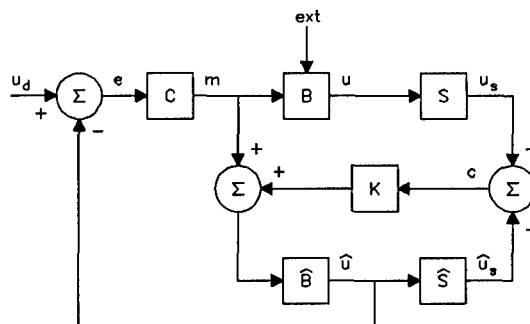 ext
u_d
e
C
m
B
u
S
u_s
Σ
+
−
+
−
Σ
+
K
c
Σ
−
B̂
û
Ŝ
û_s